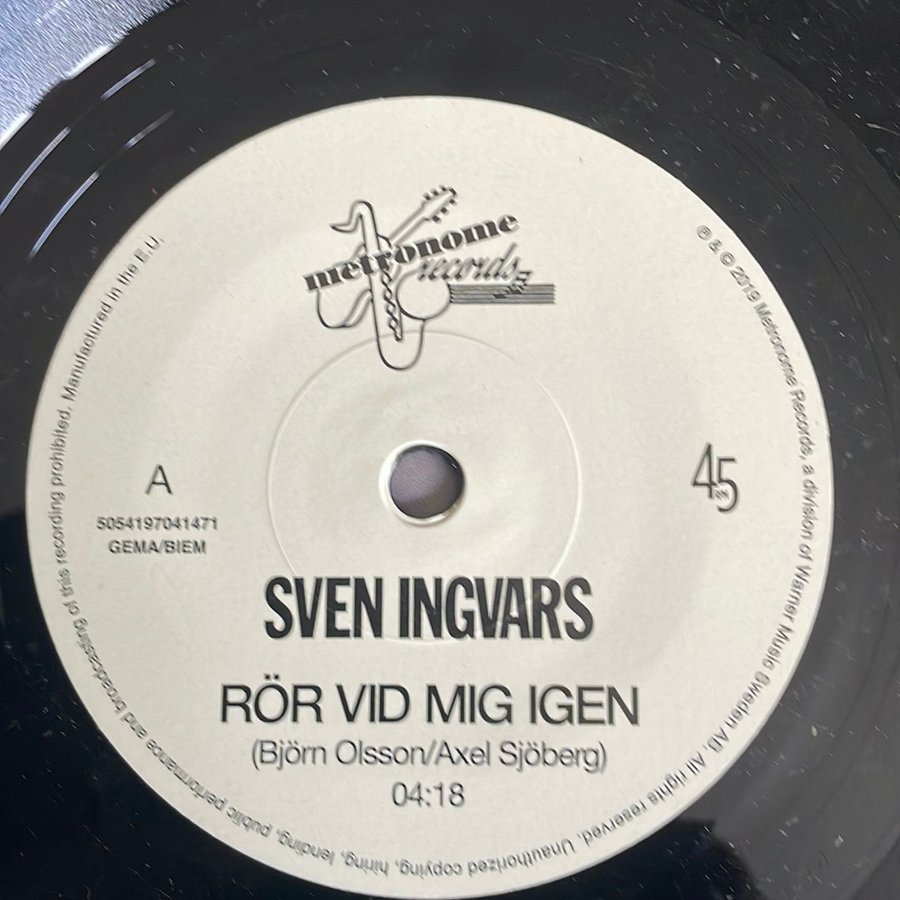 metronome
records
A
5054197041471
GEMA/BIEM
45
SVEN INGVARS
RÖR VID MIG IGEN
(Björn Olsson/Axel Sjöberg)
04:18
℗ & © 2019 Metronome Records, a division of Warner Music Sweden AB. All rights reserved. Unauthorized copying, hiring, lending, public performance and broadcasting of this recording prohibited. Manufactured in the E.U.